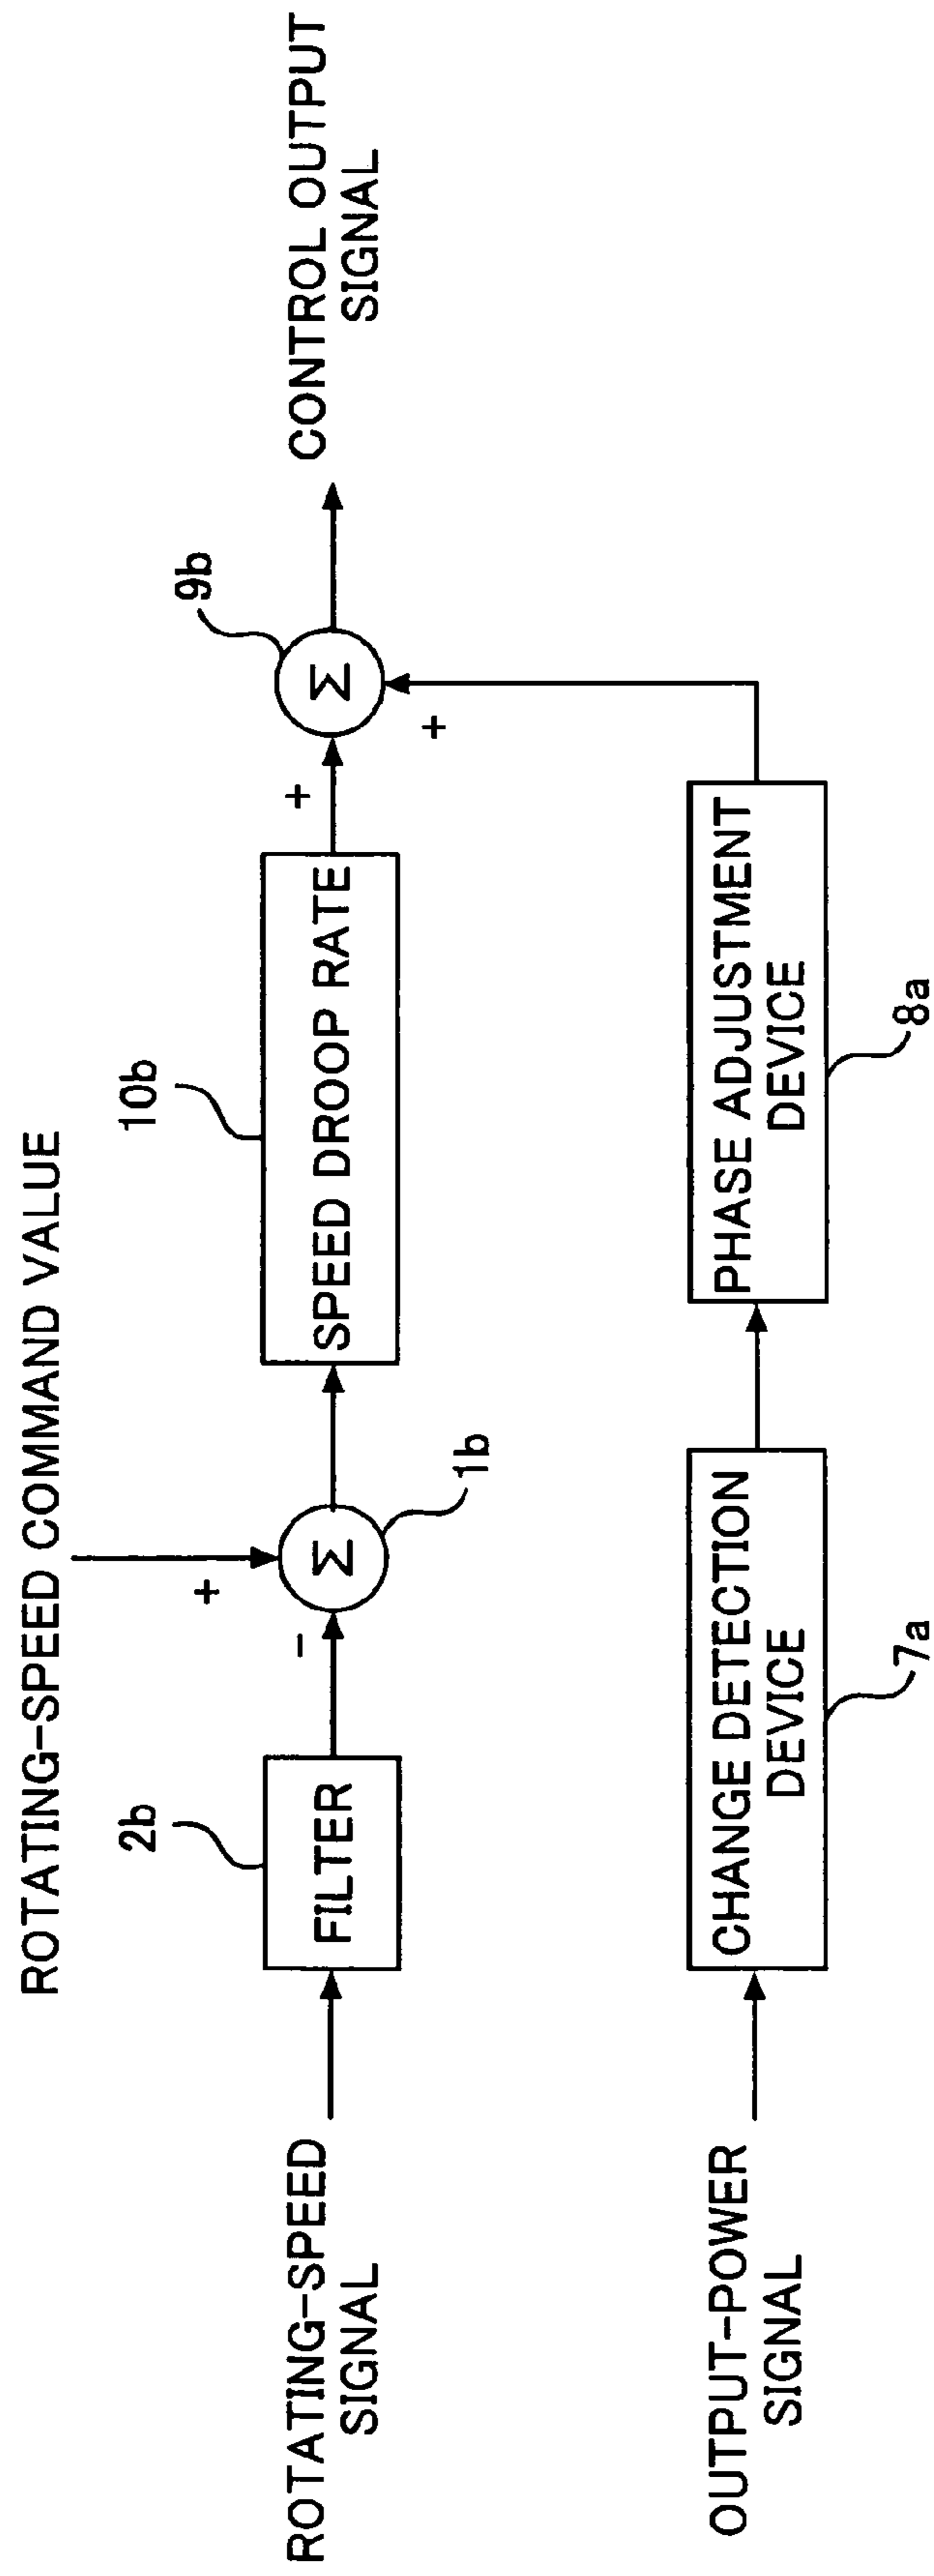 ROTATING-SPEED COMMAND VALUE
ROTATING-SPEED
SIGNAL
2b
FILTER
−
+
Σ
1b
10b
SPEED DROOP RATE
+
9b
Σ
+
CONTROL OUTPUT
SIGNAL
OUTPUT-POWER
SIGNAL
CHANGE DETECTION
DEVICE
7a
PHASE ADJUSTMENT
DEVICE
8a